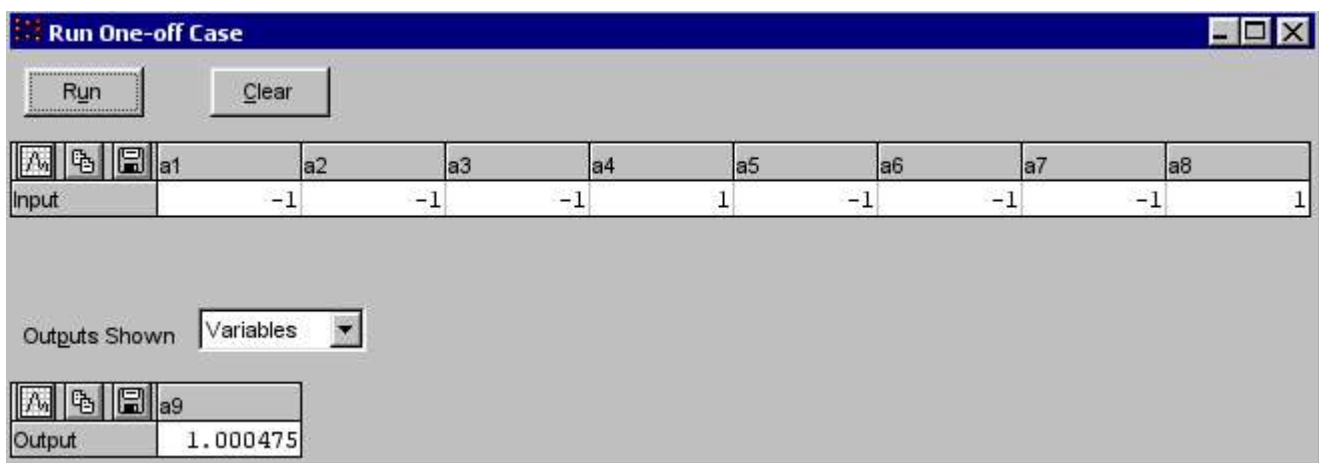 Run One-off Case
Run Clear
a1 a2 a3 a4 a5 a6 a7 a8
Input -1 -1 -1 1 -1 -1 -1 1
Outputs Shown Variables
a9
Output 1.000475